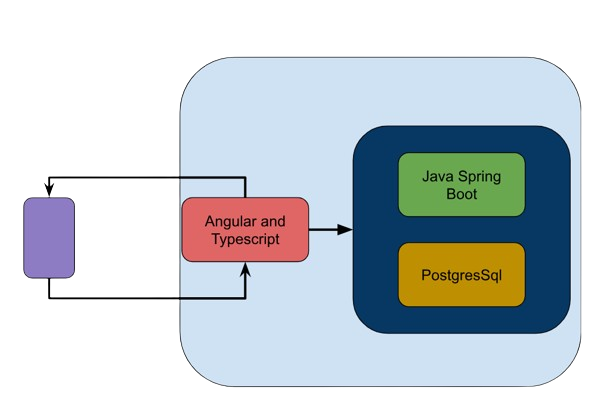 Java Spring
Boot
Angular and
Typescript
PostgresSql